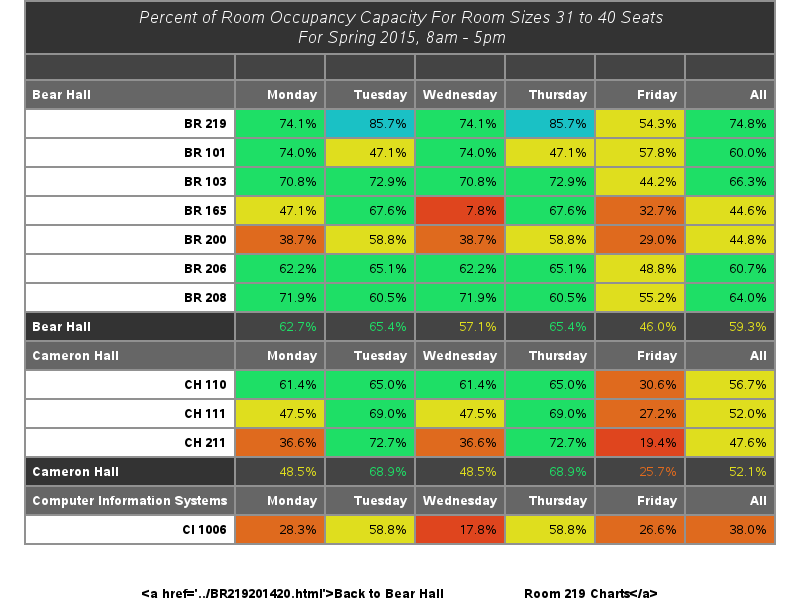 Percent of Room Occupancy Capacity For Room Sizes 31 to 40 Seats
For Spring 2015, 8am - 5pm
Bear Hall Monday Tuesday Wednesday Thursday Friday All
BR 219 74.1% 85.7% 74.1% 85.7% 54.3% 74.8%
BR 101 74.0% 47.1% 74.0% 47.1% 57.8% 60.0%
BR 103 70.8% 72.9% 70.8% 72.9% 44.2% 66.3%
BR 165 47.1% 67.6% 7.8% 67.6% 32.7% 44.6%
BR 200 38.7% 58.8% 38.7% 58.8% 29.0% 44.8%
BR 206 62.2% 65.1% 62.2% 65.1% 48.8% 60.7%
BR 208 71.9% 60.5% 71.9% 60.5% 55.2% 64.0%
Bear Hall 62.7% 65.4% 57.1% 65.4% 46.0% 59.3%
Cameron Hall Monday Tuesday Wednesday Thursday Friday All
CH 110 61.4% 65.0% 61.4% 65.0% 30.6% 56.7%
CH 111 47.5% 69.0% 47.5% 69.0% 27.2% 52.0%
CH 211 36.6% 72.7% 36.6% 72.7% 19.4% 47.6%
Cameron Hall 48.5% 68.9% 48.5% 68.9% 25.7% 52.1%
Computer Information Systems Monday Tuesday Wednesday Thursday Friday All
CI 1006 28.3% 58.8% 17.8% 58.8% 26.6% 38.0%
<a href='../BR219201420.html'>Back to Bear Hall Room 219 Charts</a>